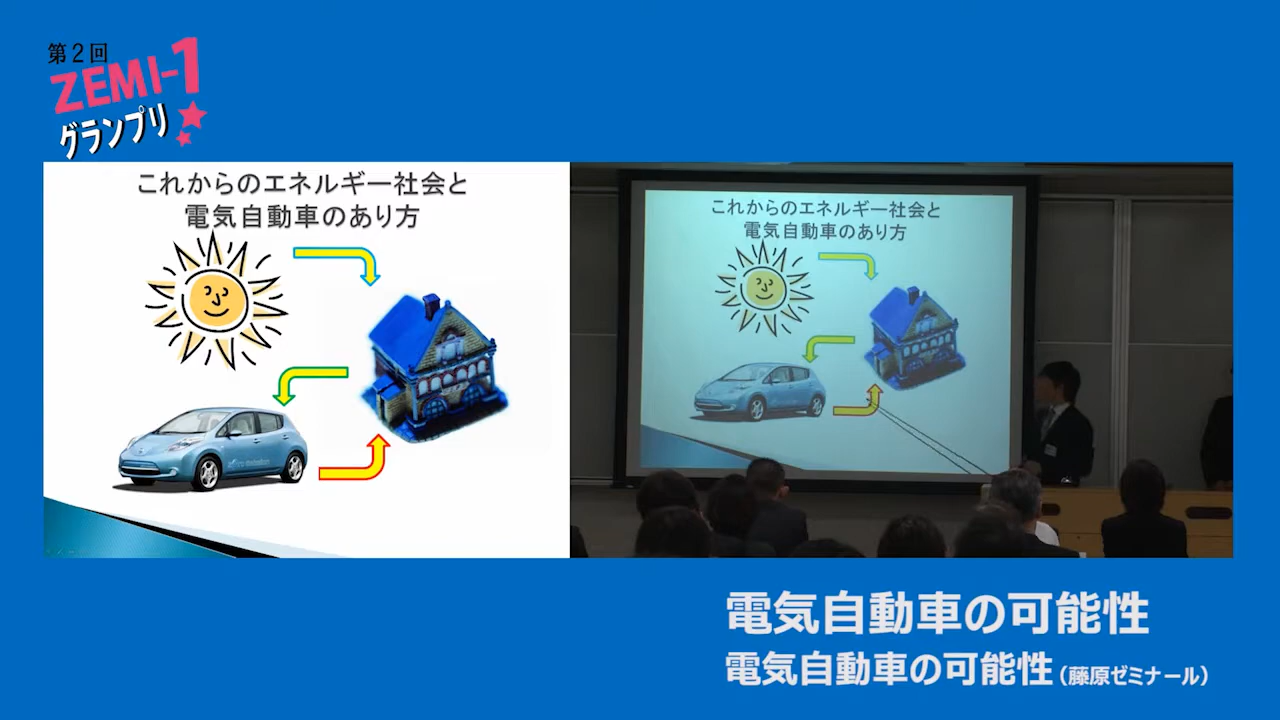 第2回
ZEMI-1
グランプリ
これからのエネルギー社会と
電気自動車のあり方
これからのエネルギー社会と
電気自動車のあり方
電気自動車の可能性
電気自動車の可能性(藤原ゼミナール)